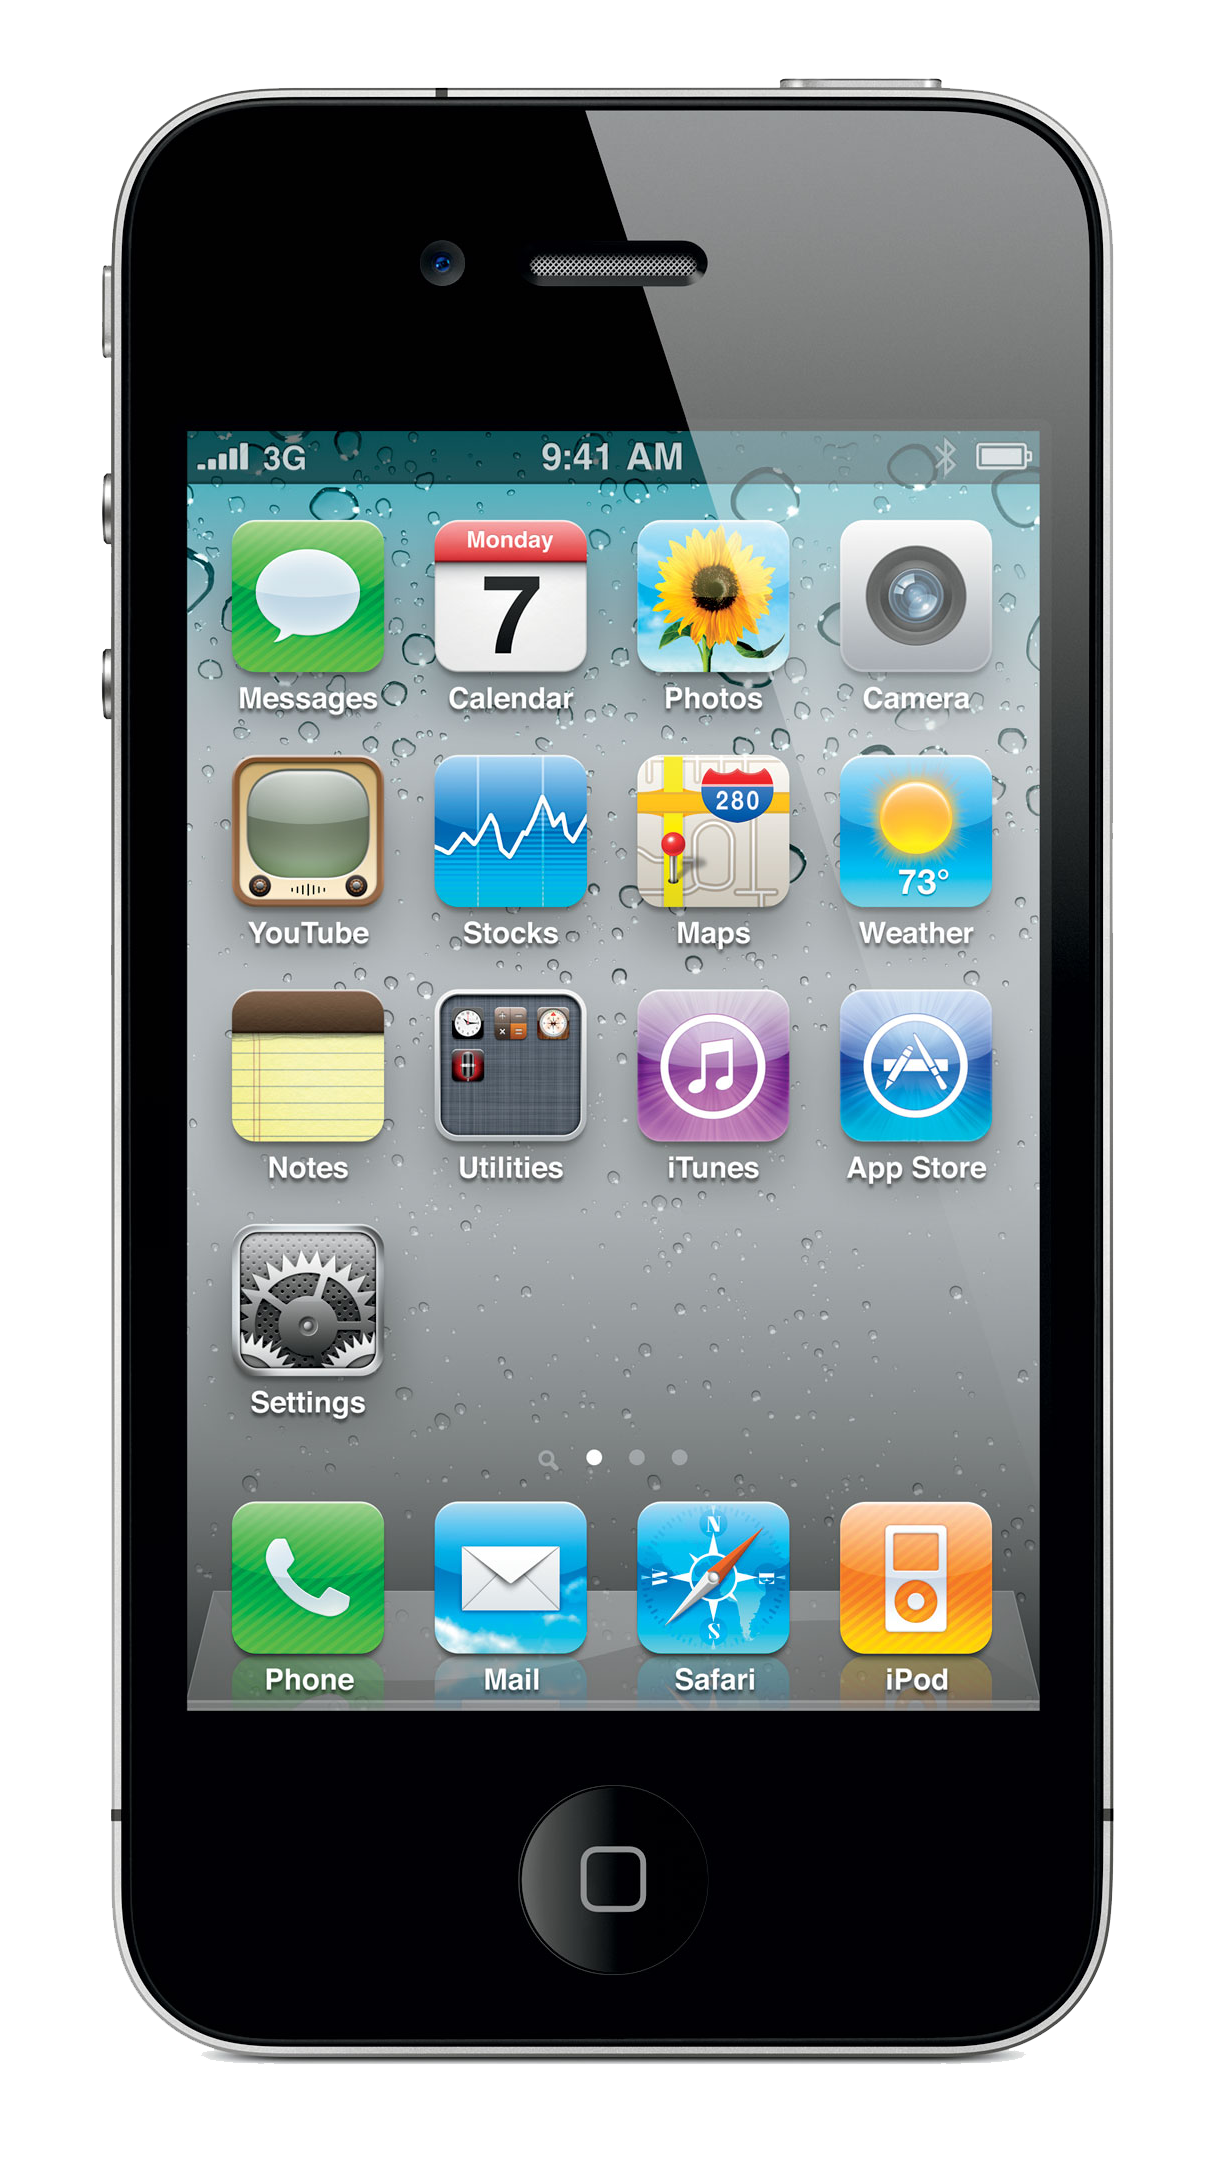 3G 9:41 AM
Monday
7
Messages Calendar Photos Camera
280
73°
YouTube Stocks Maps Weather
Notes Utilities iTunes App Store
Settings
N
S
Phone Mail Safari iPod